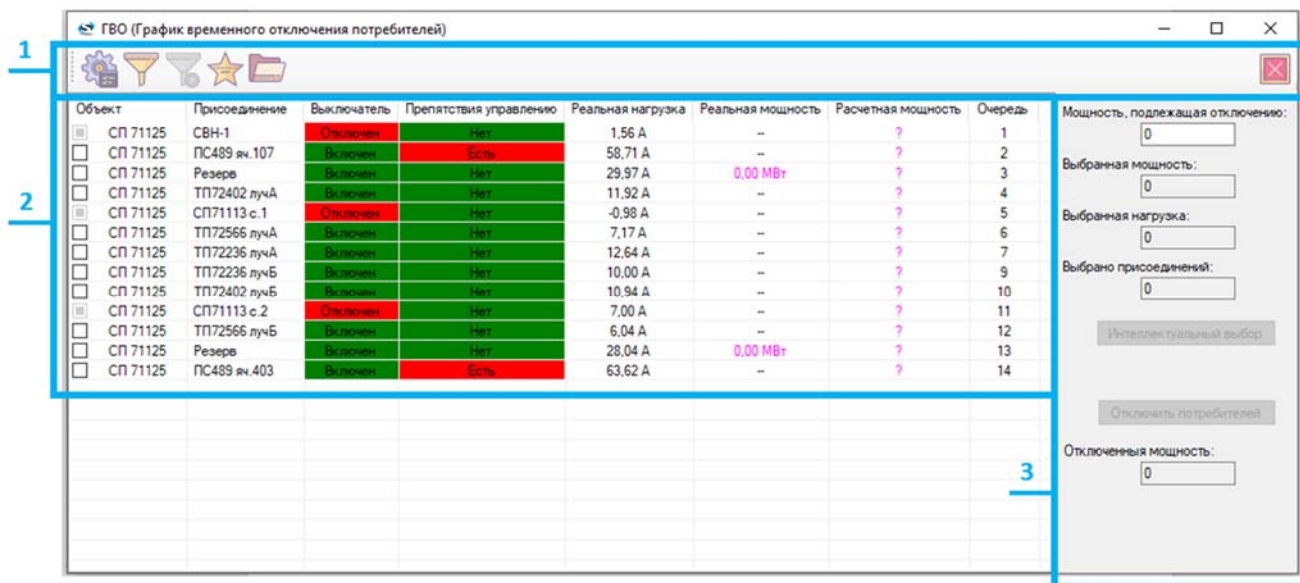 ГВО (График временного отключения потребителей)
1
Объект Присоединение Выключатель Препятствия управлению Реальная нагрузка Реальная мощность Расчетная мощность Очередь
СП 71125 СВН-1 Отключен Нет 1,56 А -- ? 1
СП 71125 ПС489 яч.107 Включен Есть 58,71 А -- ? 2
СП 71125 Резерв Включен Нет 29,97 А 0,00 МВт ? 3
СП 71125 ТП72402 лучА Включен Нет 11,92 А -- ? 4
СП 71125 СП71113 с.1 Отключен Нет -0,98 А -- ? 5
СП 71125 ТП72566 лучА Включен Нет 7,17 А -- ? 6
СП 71125 ТП72236 лучА Включен Нет 12,64 А -- ? 7
СП 71125 ТП72236 лучБ Включен Нет 10,00 А -- ? 9
СП 71125 ТП72402 лучБ Включен Нет 10,94 А -- ? 10
СП 71125 СП71113 с.2 Отключен Нет 7,00 А -- ? 11
СП 71125 ТП72566 лучБ Включен Нет 6,04 А -- ? 12
СП 71125 Резерв Включен Нет 28,04 А 0,00 МВт ? 13
СП 71125 ПС489 яч.403 Включен Есть 63,62 А -- ? 14
2
Мощность, подлежащая отключению:
0
Выбранная мощность:
0
Выбранная нагрузка:
0
Выбрано присоединений:
0
Интеллектуальный выбор
Отключить потребителей
Отключенныя мощность:
0
3